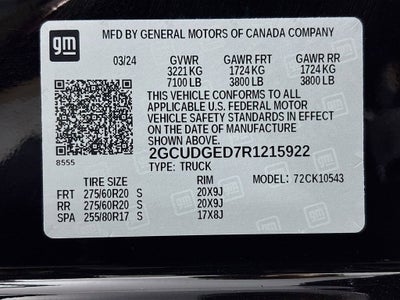 gm
MFD BY GENERAL MOTORS OF CANADA COMPANY
03/24 GVWR GAWR FRT GAWR RR
3221 KG 1724 KG 1724 KG
7100 LB 3800 LB 3800 LB
THIS VEHICLE CONFORMS TO ALL
APPLICABLE U.S. FEDERAL MOTOR
VEHICLE SAFETY STANDARDS IN EFFECT
ON THE DATE OF MANUFACTURE
SHOWN ABOVE.
8555
2GCUDGED7R1215922
TYPE: TRUCK
TIRE SIZE RIM MODEL: 72CK10543
FRT 275/60R20 S 20X9J
RR 275/60R20 S 20X9J
SPA 255/80R17 S 17X8J